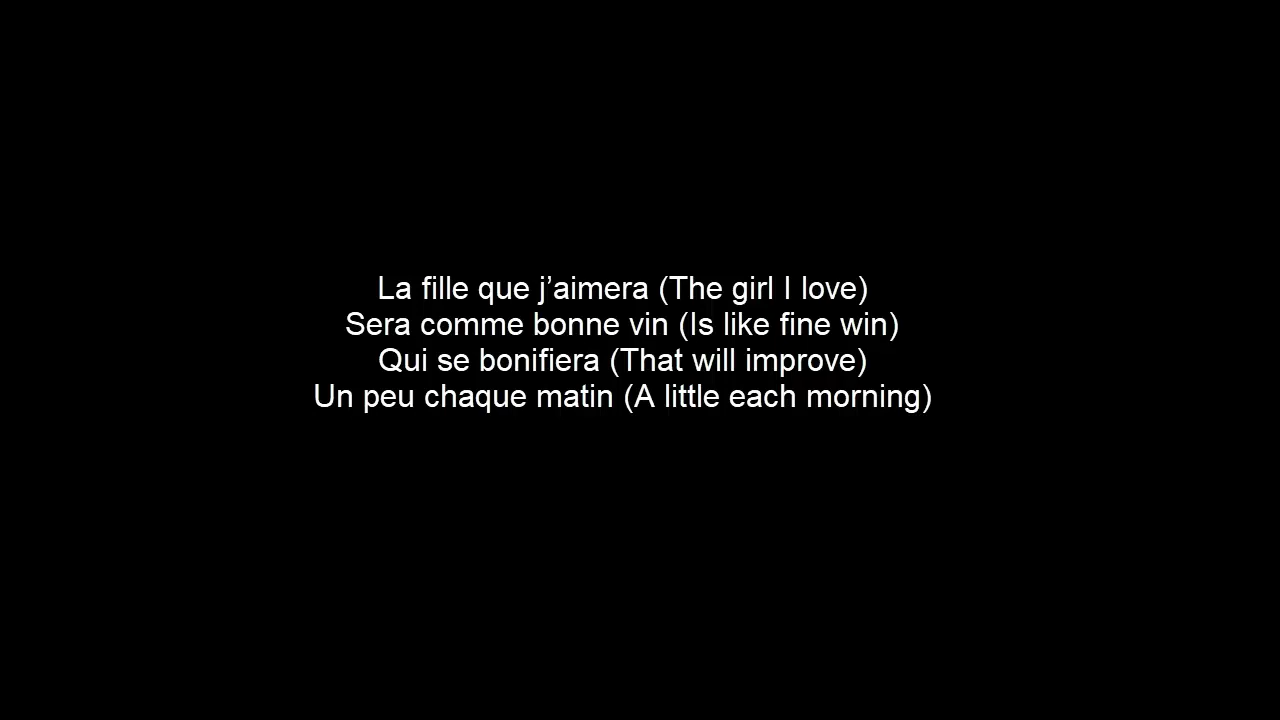 La fille que j’aimera (The girl I love)
Sera comme bonne vin (Is like fine win)
Qui se bonifiera (That will improve)
Un peu chaque matin (A little each morning)